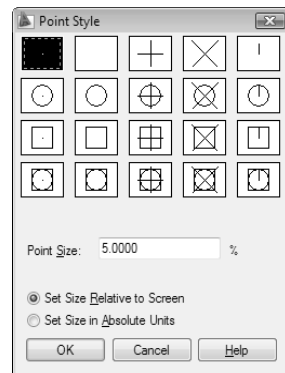 Point Style
Point Size: 5.0000 %
Set Size Relative to Screen
Set Size in Absolute Units
OK Cancel Help